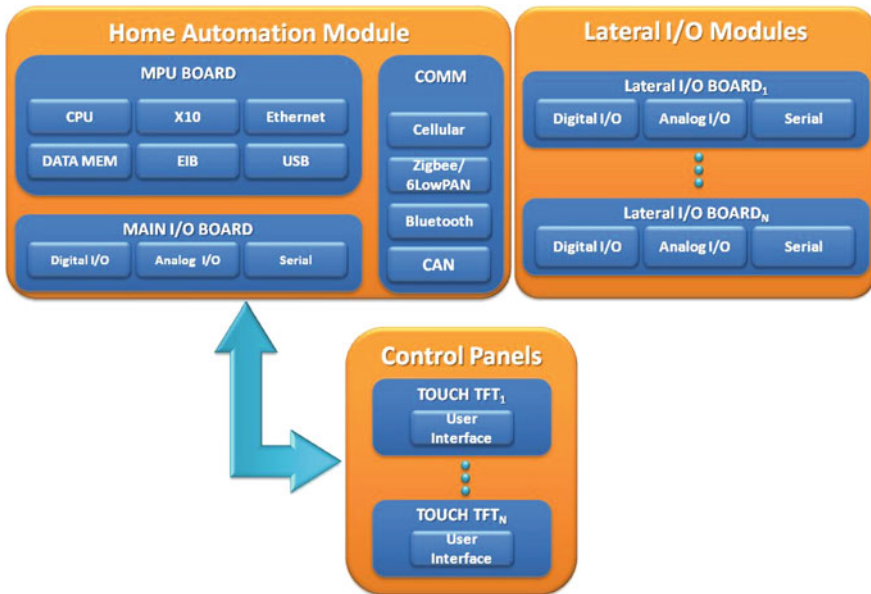 Home Automation Module
MPU BOARD
CPU
X10
Ethernet
DATA MEM
EIB
USB
MAIN I/O BOARD
Digital I/O
Analog I/O
Serial
COMM
Cellular
Zigbee/
6LowPAN
Bluetooth
CAN
Lateral I/O Modules
Lateral I/O BOARD₁
Digital I/O
Analog I/O
Serial
Lateral I/O BOARD_N
Digital I/O
Analog I/O
Serial
Control Panels
TOUCH TFT₁
User
Interface
TOUCH TFT_N
User
Interface